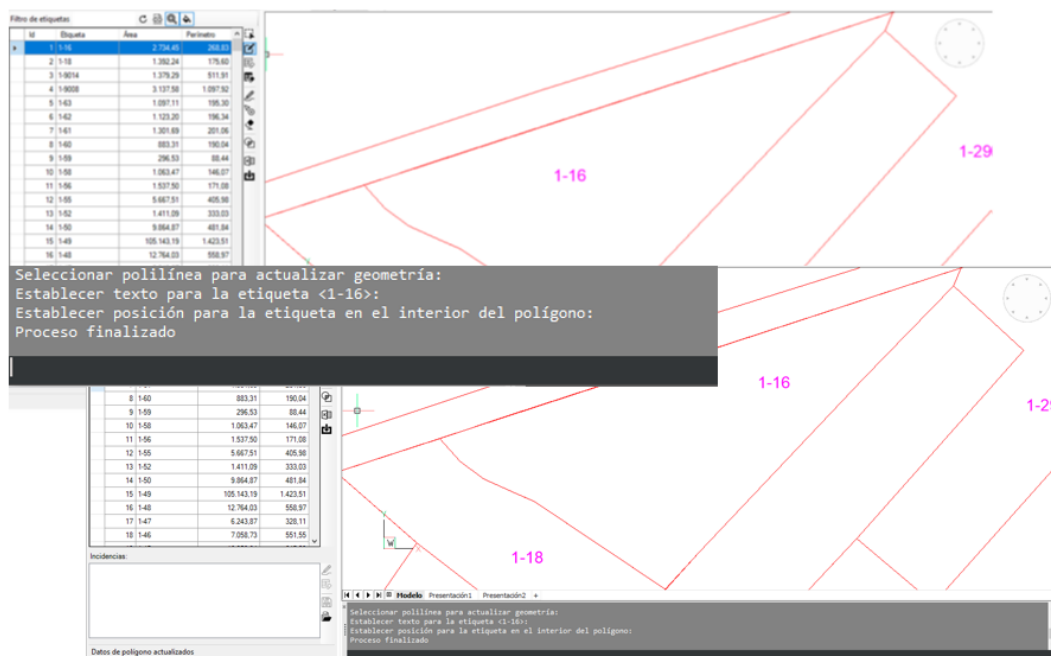 Filtro de etiquetas
Id Etiqueta Área Perímetro
1 1-16 2.734,45 268,83
2 1-18 1.392,24 175,60
3 1-9014 1.379,29 511,91
4 1-9008 3.137,58 1.097,92
5 1-63 1.097,11 195,30
6 1-62 1.123,20 196,34
7 1-61 1.301,69 201,06
8 1-60 883,31 190,04
9 1-59 296,53 88,44
10 1-58 1.063,47 146,07
11 1-56 1.537,50 171,08
12 1-55 5.667,51 405,98
13 1-52 1.411,09 333,03
14 1-50 9.864,87 481,84
15 1-49 105.143,19 1.423,51
16 1-48 12.764,03 558,97
1-16
1-29
Seleccionar polilínea para actualizar geometría:
Establecer texto para la etiqueta <1-16>:
Establecer posición para la etiqueta en el interior del polígono:
Proceso finalizado
8 1-60 883,31 190,04
9 1-59 296,53 88,44
10 1-58 1.063,47 146,07
11 1-56 1.537,50 171,08
12 1-55 5.667,51 405,98
13 1-52 1.411,09 333,03
14 1-50 9.864,87 481,84
15 1-49 105.143,19 1.423,51
16 1-48 12.764,03 558,97
17 1-47 6.243,87 328,11
18 1-46 7.058,73 551,55
Incidencias:
Datos de polígono actualizados
1-16
1-29
1-18
W
Modelo Presentación1 Presentación2 +
Seleccionar polilínea para actualizar geometría:
Establecer texto para la etiqueta <1-16>:
Establecer posición para la etiqueta en el interior del polígono:
Proceso finalizado